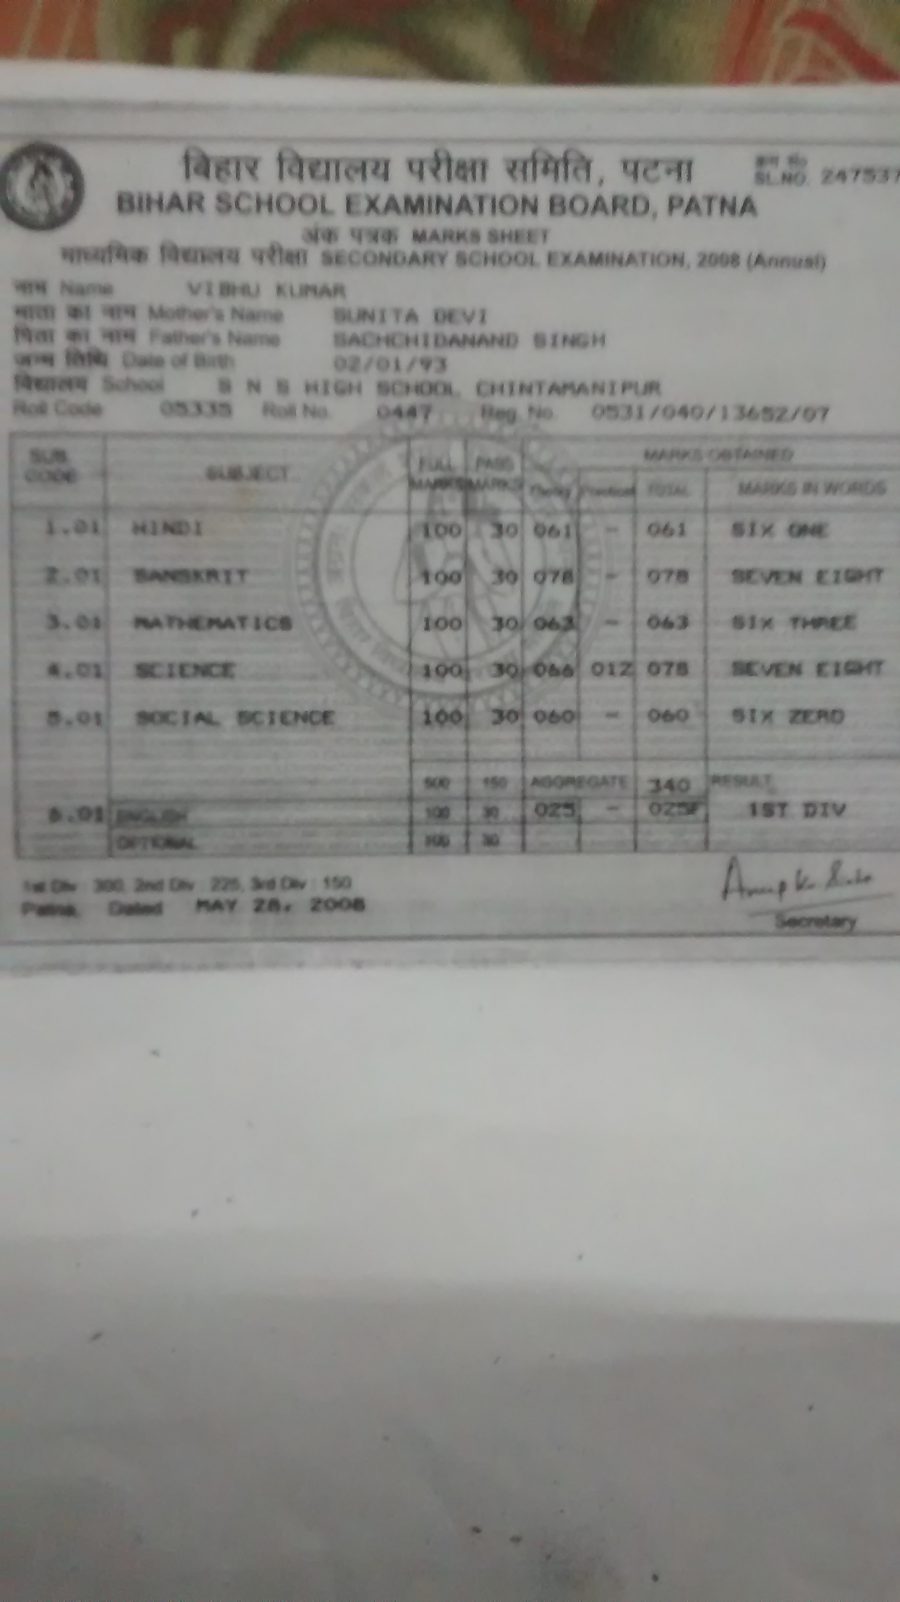 बिहार विद्यालय परीक्षा समिति, पटना
क्रम सं०
SL.NO. 247537
BIHAR SCHOOL EXAMINATION BOARD, PATNA
अंक पत्रक MARKS SHEET
माध्यमिक विद्यालय परीक्षा SECONDARY SCHOOL EXAMINATION, 2008 (Annual)
नाम Name VIBHU KUMAR
माता का नाम Mother's Name SUNITA DEVI
पिता का नाम Father's Name SACHCHIDANAND SINGH
जन्म तिथि Date of Birth 02/01/93
विद्यालय School S N S HIGH SCHOOL CHINTAMANIPUR
Roll Code 05335 Roll No. 0447 Reg. No. 0531/040/13652/07
SUB. CODE SUBJECT FULL MARKS PASS MARKS MARKS OBTAINED
Theory Practical TOTAL MARKS IN WORDS
1.01 HINDI 100 30 061 - 061 SIX ONE
2.01 SANSKRIT 100 30 078 - 078 SEVEN EIGHT
3.01 MATHEMATICS 100 30 063 - 063 SIX THREE
4.01 SCIENCE 100 30 066 012 078 SEVEN EIGHT
5.01 SOCIAL SCIENCE 100 30 060 - 060 SIX ZERO
500 150 AGGREGATE 340 RESULT
6.01 ENGLISH 100 30 025 - 025F 1ST DIV
OPTIONAL 100 30
1st Div : 300, 2nd Div : 225, 3rd Div : 150
Patna, Dated MAY 28, 2008
Secretary